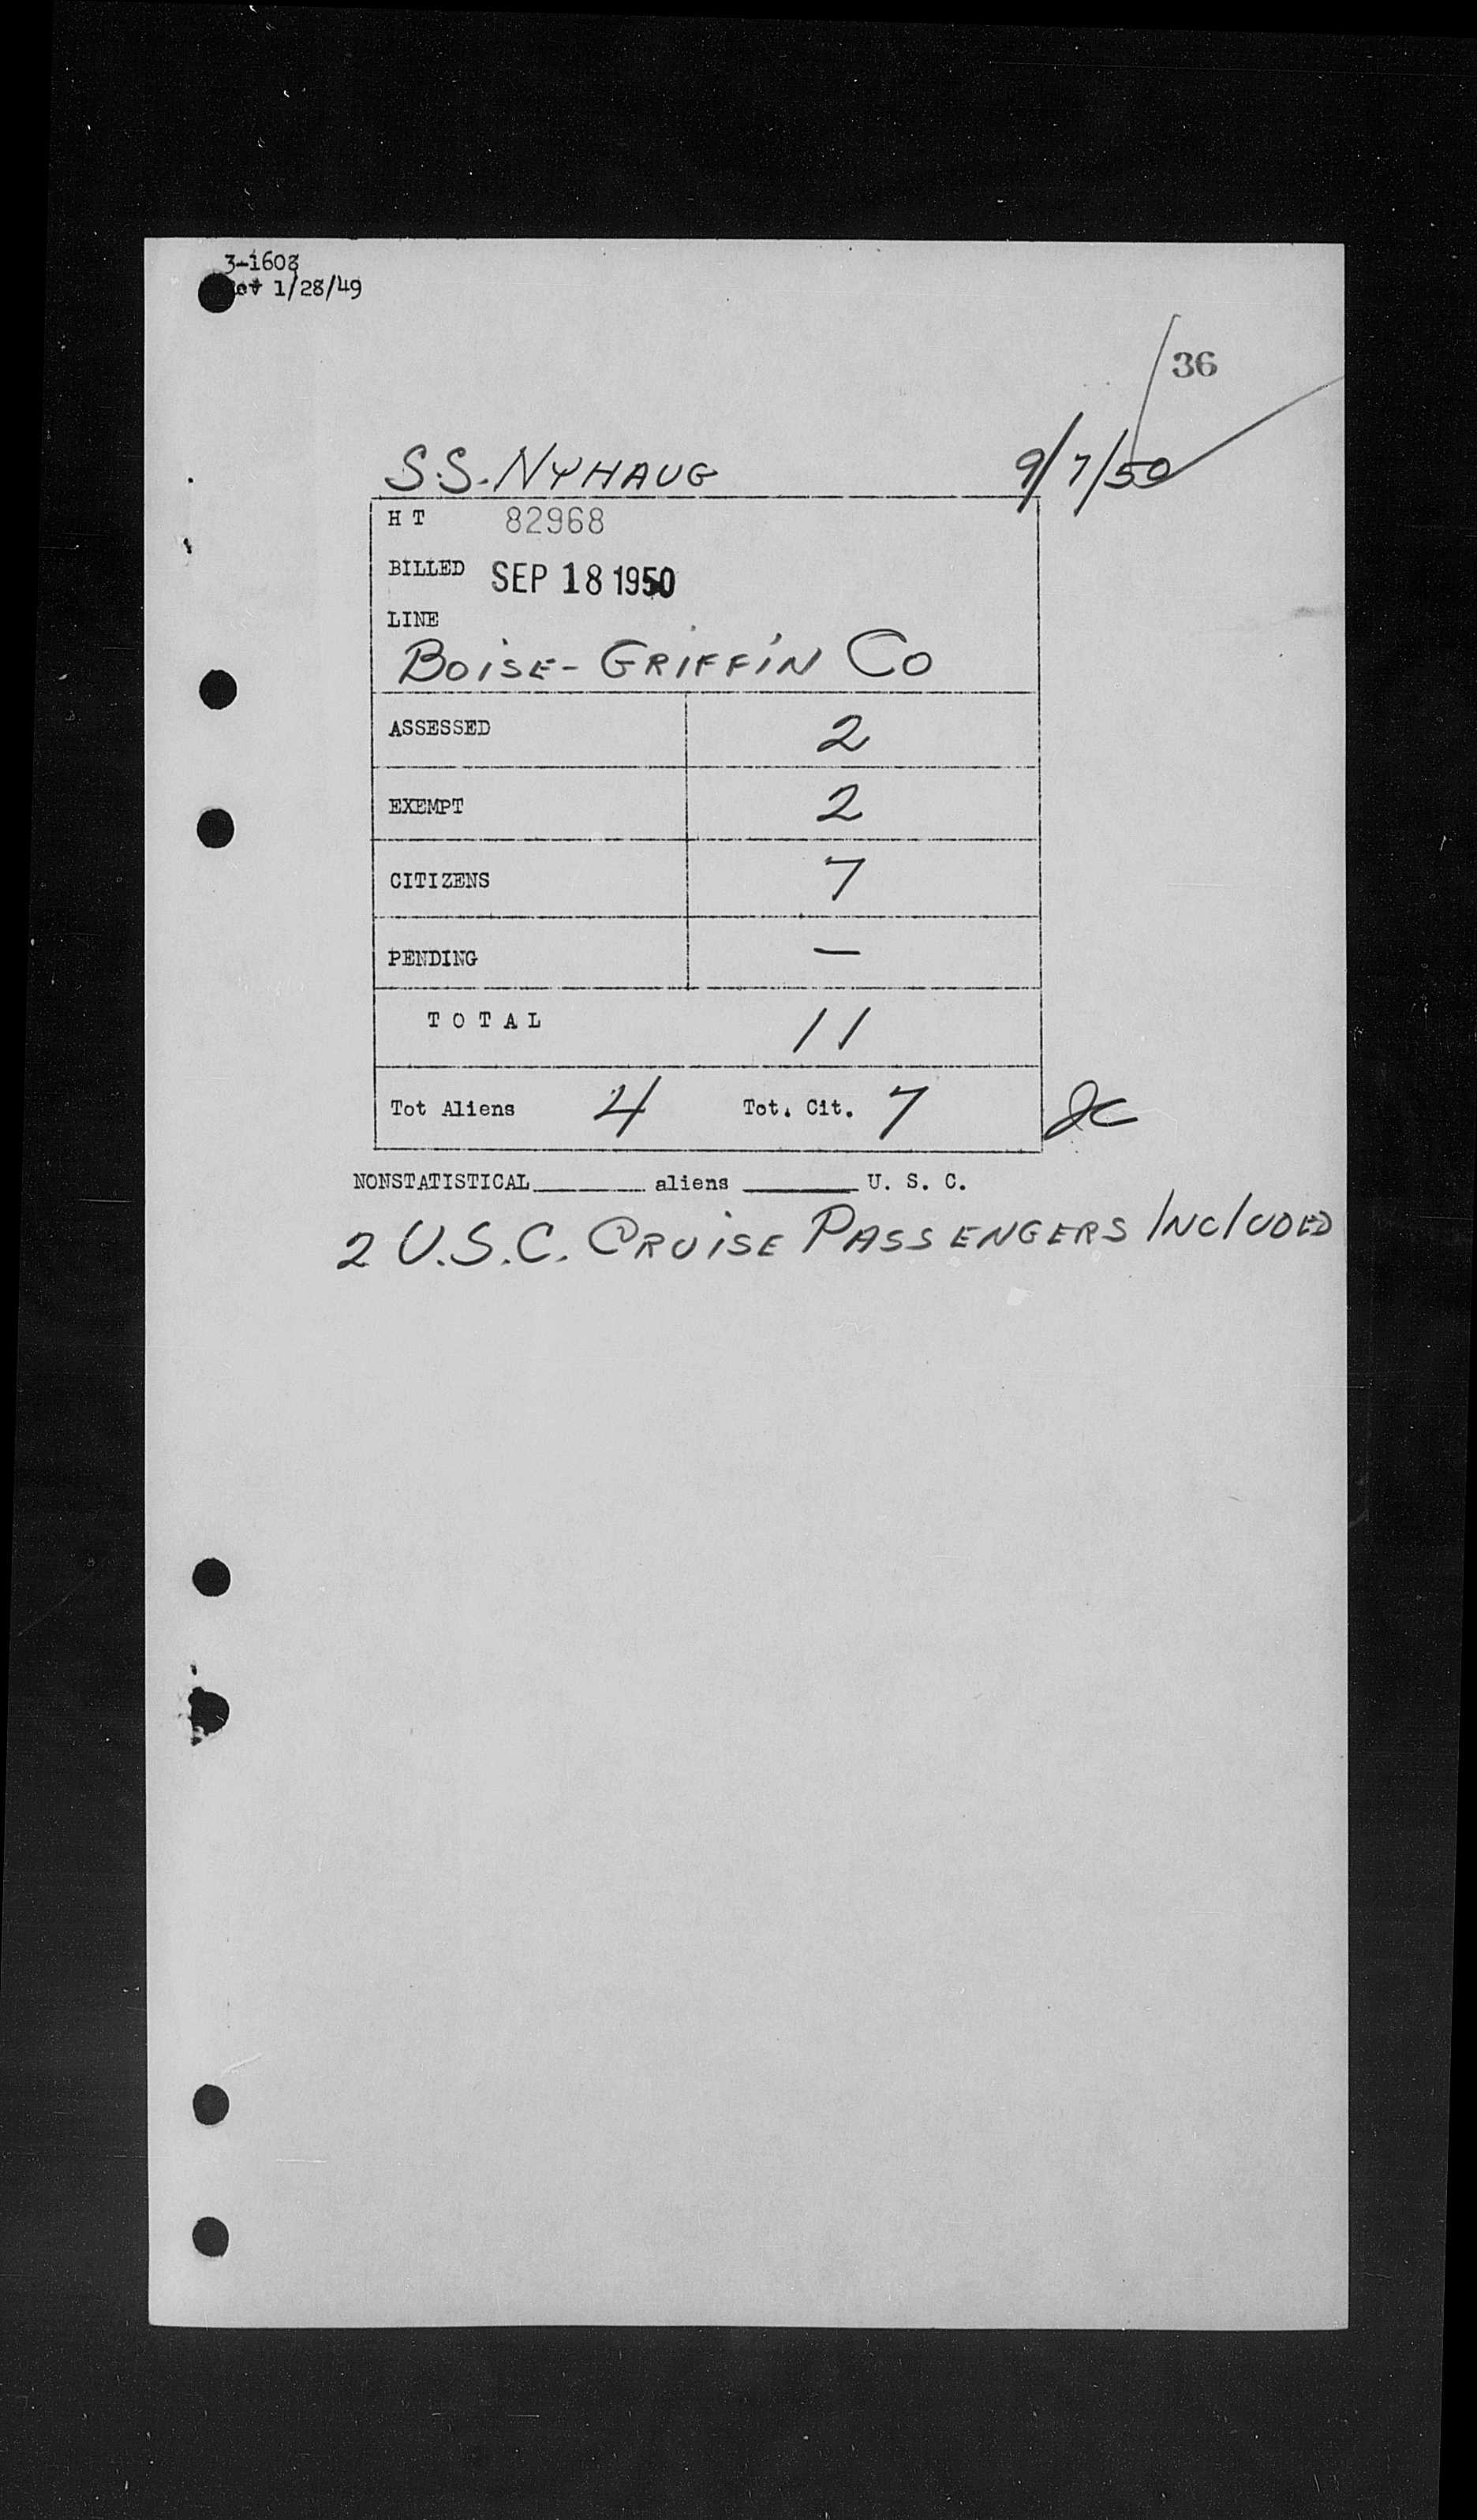 3-1608
1/28/49
36
S.S. NYHAUG 9/7/50
H T 82968
BILLED SEP 18 1950
LINE
BOISE-GRIFFIN CO
ASSESSED 2
EXEMPT 2
CITIZENS 7
PENDING —
TOTAL 11
Tot Aliens 4 Tot. Cit. 7
NONSTATISTICAL ________ aliens ________ U. S. C.
2 U.S.C. CRUISE PASSENGERS INCLUDED